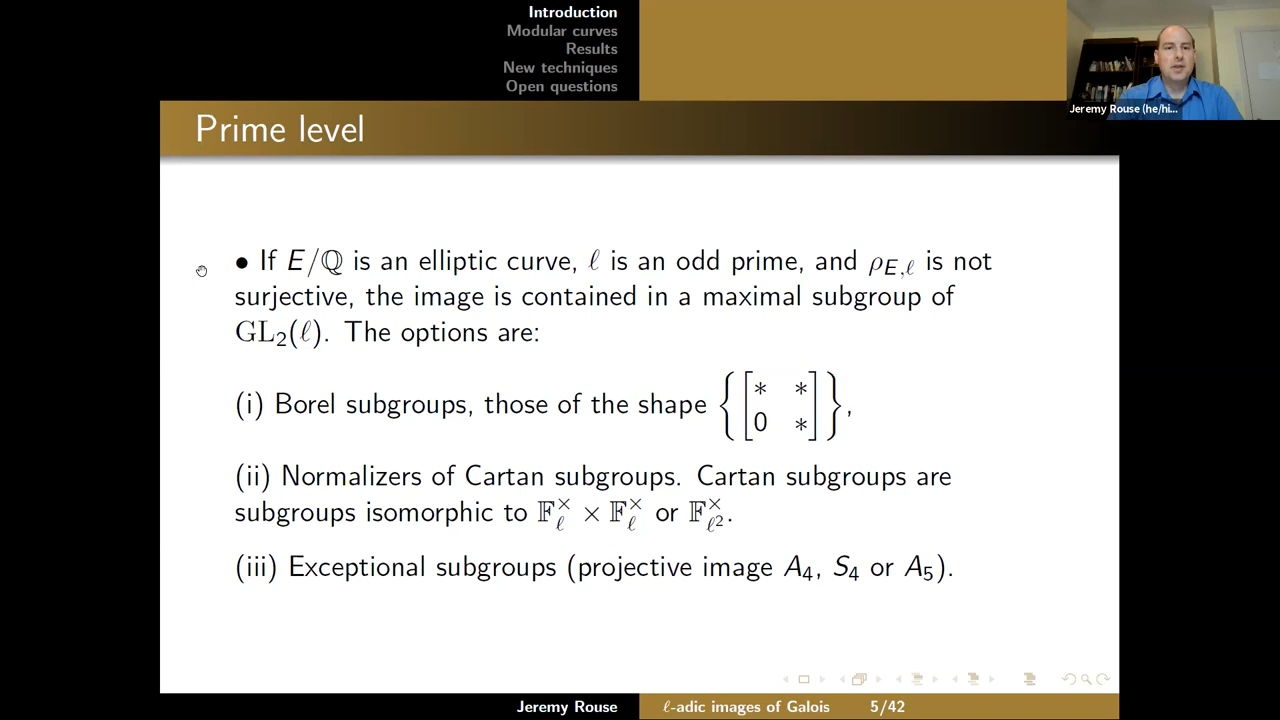 Introduction
Modular curves
Results
New techniques
Open questions
Jeremy Rouse (he/hi...
Prime level
• If E/ℚ is an elliptic curve, ℓ is an odd prime, and ρ_{E,ℓ} is not
surjective, the image is contained in a maximal subgroup of
GL₂(ℓ). The options are:
(i) Borel subgroups, those of the shape { [ * * ; 0 * ] },
(ii) Normalizers of Cartan subgroups. Cartan subgroups are
subgroups isomorphic to 𝔽_ℓ^× × 𝔽_ℓ^× or 𝔽_{ℓ²}^×.
(iii) Exceptional subgroups (projective image A₄, S₄ or A₅).
Jeremy Rouse ℓ-adic images of Galois 5/42